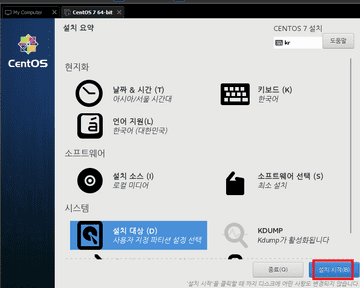 My Computer
CentOS 7 64-bit
설치 요약
CENTOS 7 설치
kr
도움말
CentOS
현지화
날짜 & 시간 (T)
아시아/서울 시간대
키보드 (K)
한국어
언어 지원(L)
한국어 (대한민국)
소프트웨어
설치 소스 (I)
로컬 미디어
소프트웨어 선택 (S)
최소 설치
시스템
설치 대상 (D)
사용자 지정 파티션 설정 선택
KDUMP
Kdump가 활성화됩니다
종료(Q)
설치 시작(B)
'설치 시작'을 클릭할 때 까지 디스크에 어떤 사항도 변경되지 않습니다.